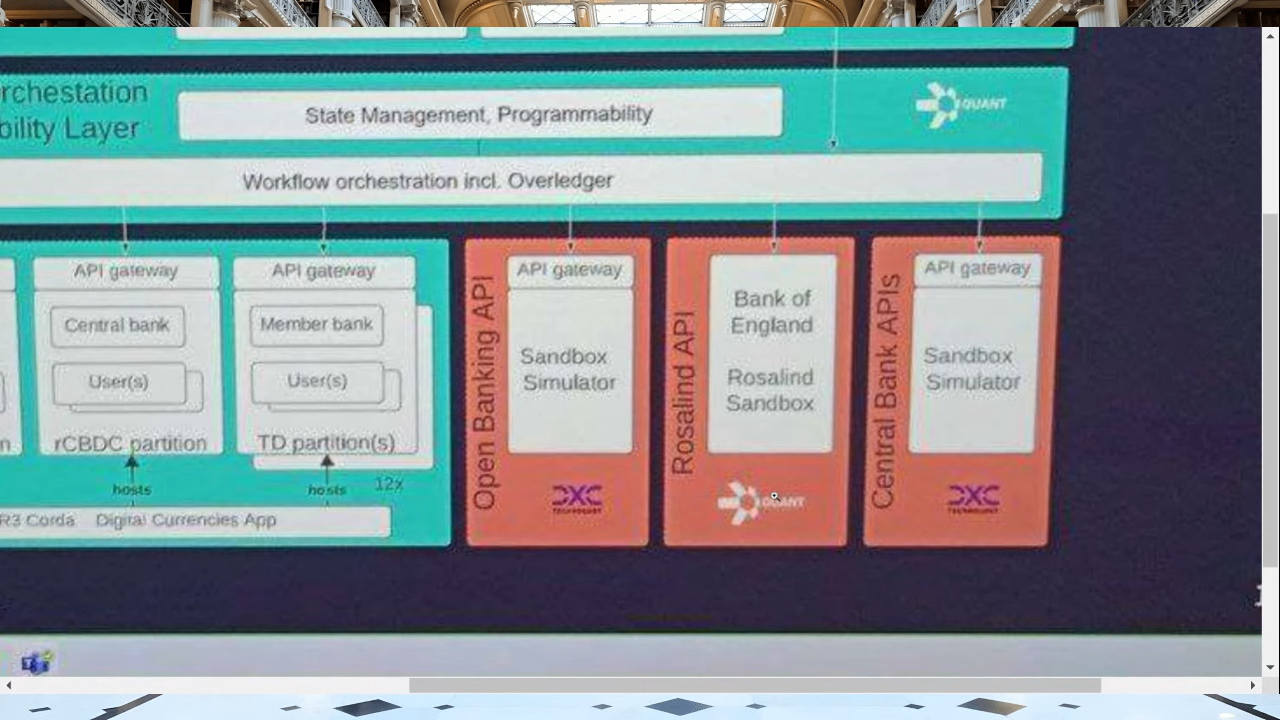 rchestation
bility Layer
State Management, Programmability
QUANT
Workflow orchestration incl. Overledger
API gateway
Central bank
User(s)
rCBDC partition
hosts
API gateway
Member bank
User(s)
TD partition(s)
hosts
12x
R3 Corda
Digital Currencies App
Open Banking API
API gateway
Sandbox
Simulator
DXC
TECHNOLOGY
Rosalind API
Bank of
England
Rosalind
Sandbox
QUANT
Central Bank APIs
API gateway
Sandbox
Simulator
DXC
TECHNOLOGY